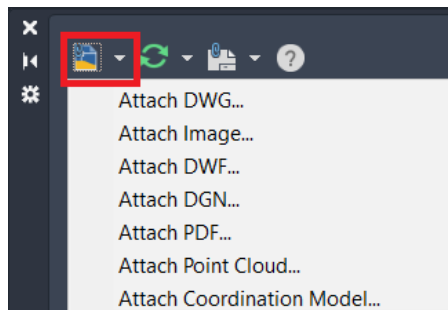 ?
Attach DWG...
Attach Image...
Attach DWF...
Attach DGN...
Attach PDF...
Attach Point Cloud...
Attach Coordination Model...